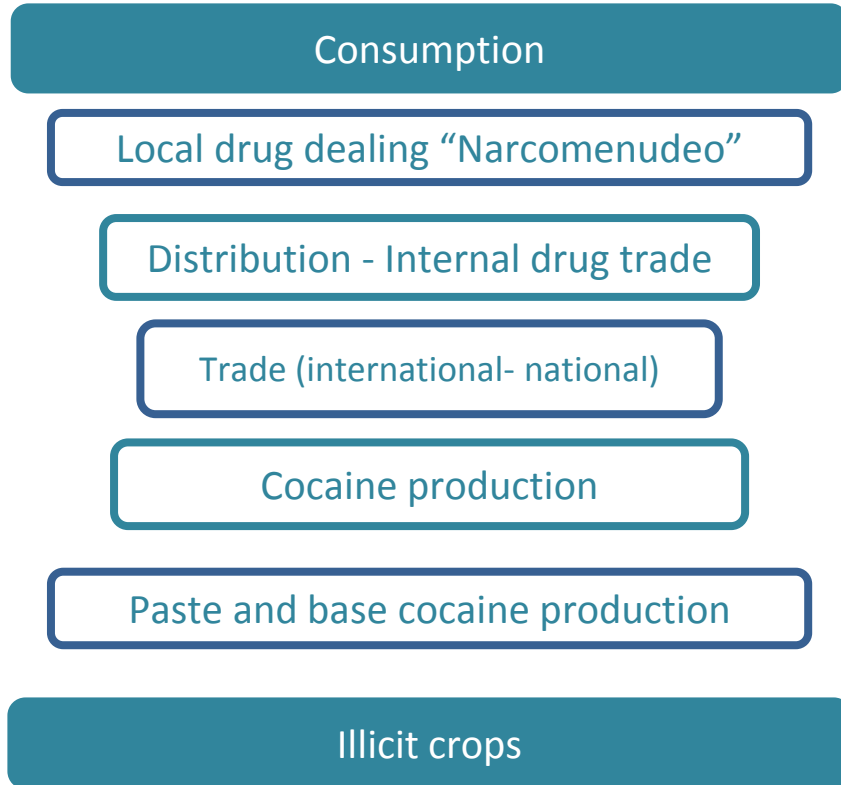 Consumption
Local drug dealing “Narcomenudeo”
Distribution - Internal drug trade
Trade (international- national)
Cocaine production
Paste and base cocaine production
Illicit crops